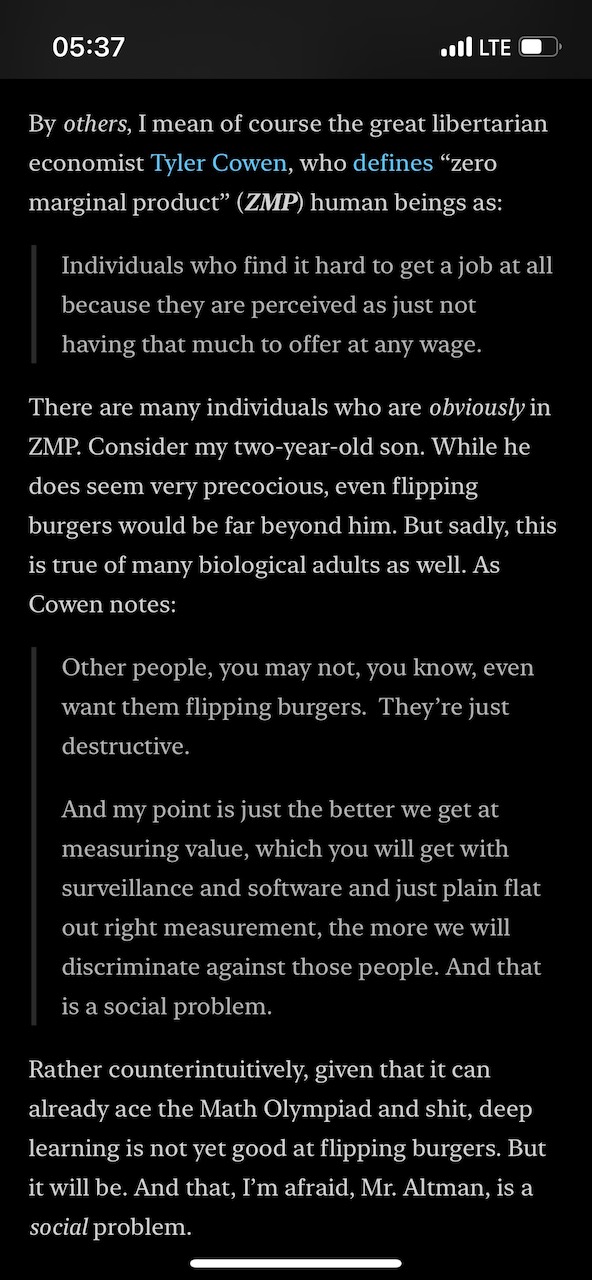 05:37
LTE
By others, I mean of course the great libertarian
economist Tyler Cowen, who defines “zero
marginal product” (ZMP) human beings as:
Individuals who find it hard to get a job at all
because they are perceived as just not
having that much to offer at any wage.
There are many individuals who are obviously in
ZMP. Consider my two-year-old son. While he
does seem very precocious, even flipping
burgers would be far beyond him. But sadly, this
is true of many biological adults as well. As
Cowen notes:
Other people, you may not, you know, even
want them flipping burgers.  They’re just
destructive.
And my point is just the better we get at
measuring value, which you will get with
surveillance and software and just plain flat
out right measurement, the more we will
discriminate against those people. And that
is a social problem.
Rather counterintuitively, given that it can
already ace the Math Olympiad and shit, deep
learning is not yet good at flipping burgers. But
it will be. And that, I’m afraid, Mr. Altman, is a
social problem.